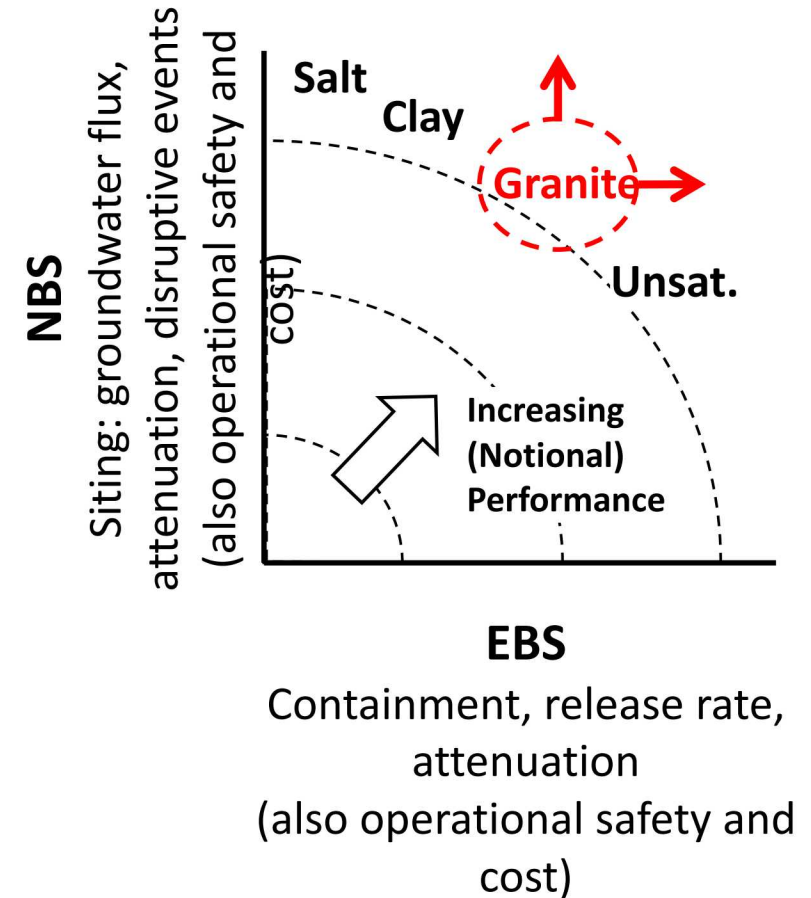 NBS
Siting: groundwater flux,
attenuation, disruptive events
(also operational safety and
cost)
Salt
Clay
Granite
Unsat.
Increasing
(Notional)
Performance
EBS
Containment, release rate,
attenuation
(also operational safety and
cost)